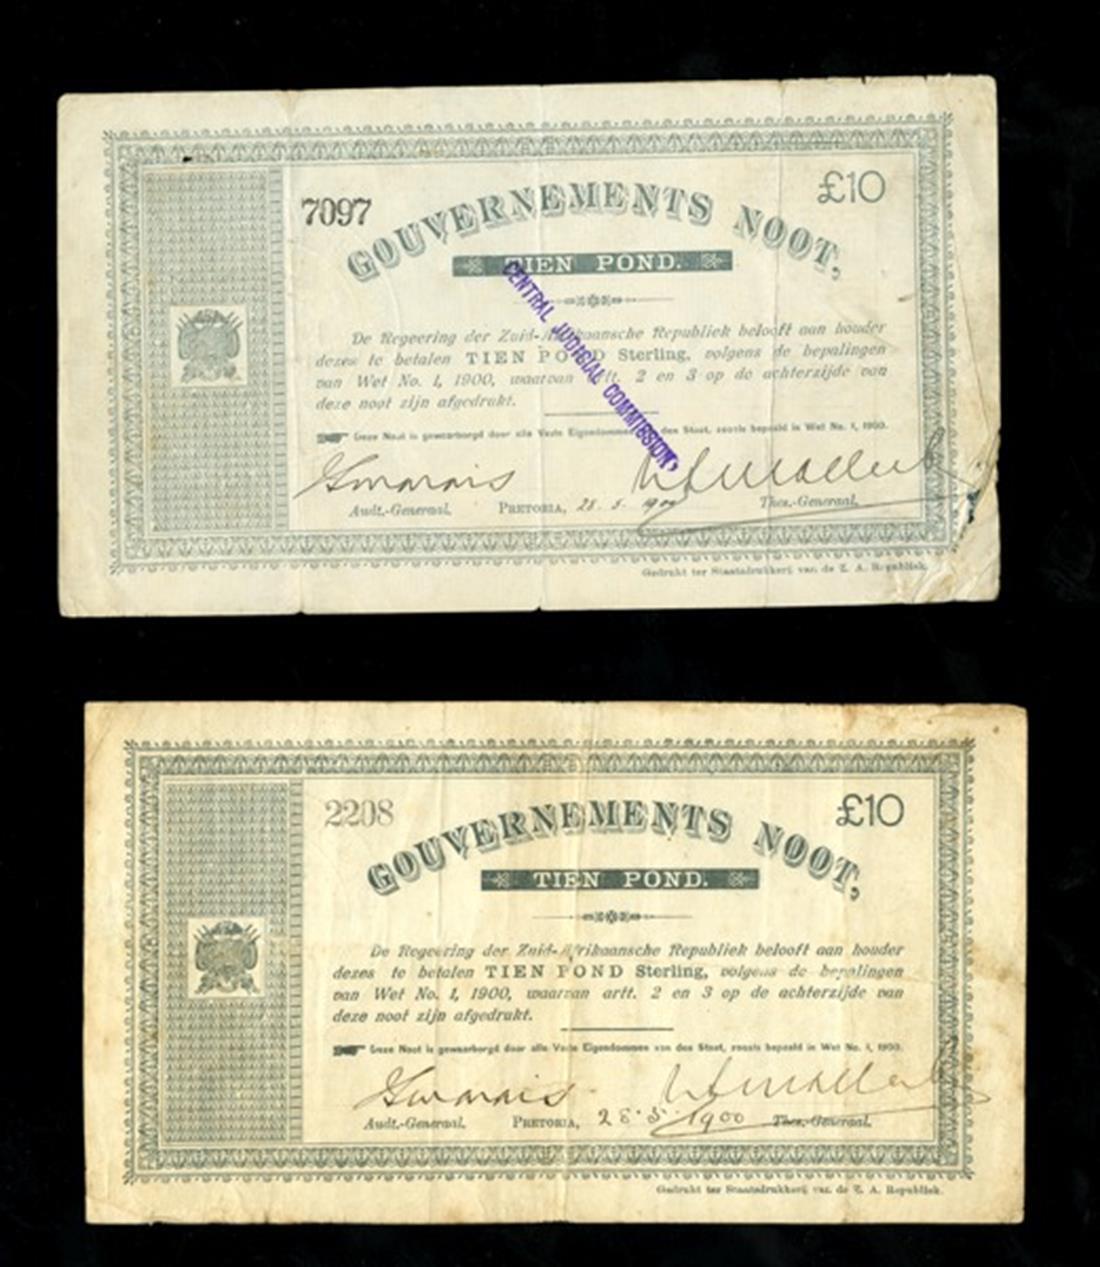 7097
£10
GOUVERNEMENTS NOOT,
TIEN POND.
CENTRAL JUDICIAL COMMISSION,
De Regeering der Zuid-Afrikaansche Republiek belooft aan houder
dezes te betalen TIEN POND Sterling, volgens de bepalingen
van Wet No. 1, 1900, waarvan artt. 2 en 3 op de achterzijde van
deze noot zijn afgedrukt.
Deze Noot is gewaarborgd door alle Vaste Eigendommen den Staat, zooals bepaald in Wet No. 1, 1900.
Audt.-Generaal. PRETORIA, 28.5.1900 Thes.-Generaal.
Gedrukt ter Staatsdrukkerij van de Z. A. Republiek.
2208
£10
GOUVERNEMENTS NOOT,
TIEN POND.
De Regeering der Zuid-Afrikaansche Republiek belooft aan houder
dezes te betalen TIEN POND Sterling, volgens de bepalingen
van Wet No. 1, 1900, waarvan artt. 2 en 3 op de achterzijde van
deze noot zijn afgedrukt.
Deze Noot is gewaarborgd door alle Vaste Eigendommen van den Staat, zooals bepaald in Wet No. 1, 1900.
Audt.-Generaal. PRETORIA, 28.5.1900 Thes.-Generaal.
Gedrukt ter Staatsdrukkerij van de Z. A. Republiek.